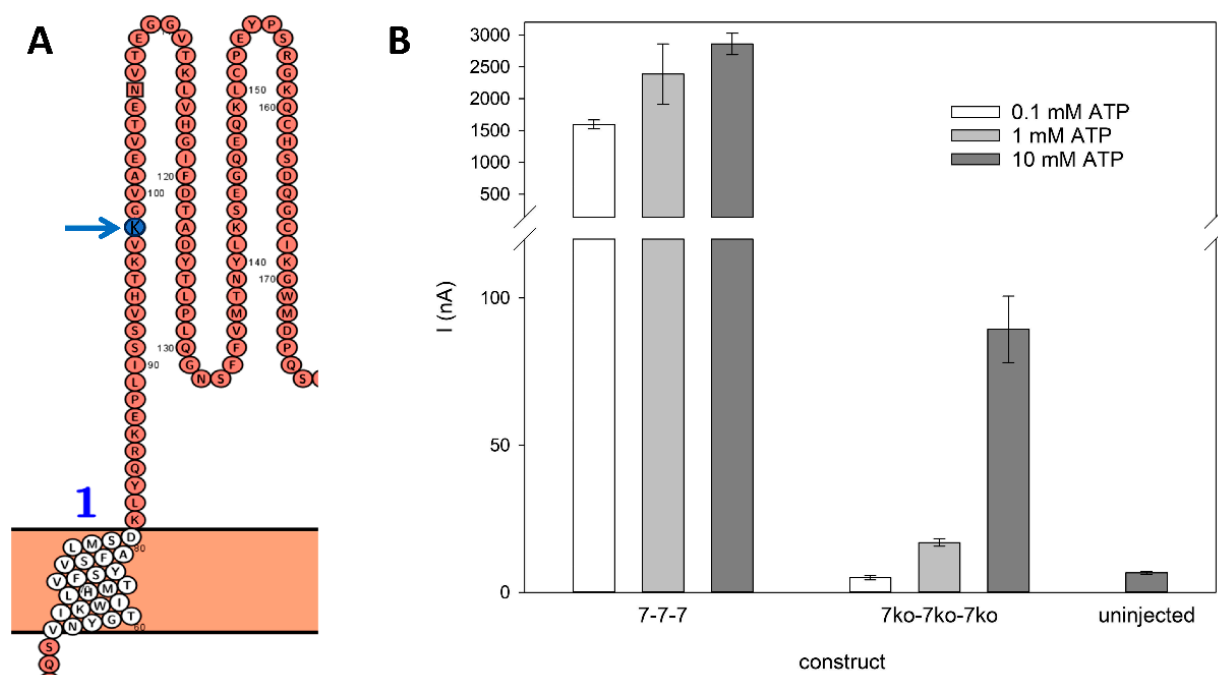 A
E G G V T K L V H G I F D T A D Y T L P L Q G N S F
F V M T N Y L K S E G Q E Q K L C P E Y P S
R G K Q C H S D Q G C I K G W M D P Q S
T V N E T E V A V G K V K T H V S S I L P E K R Q Y L K
100
120
130
90
150
160
140
170
1
L M S D
80
V S F A
V F S Y
L H M T
I K W I
V N Y G T
60
S
Q
B
I (nA)
3000
2500
2000
1500
1000
500
100
50
0
0.1 mM ATP
1 mM ATP
10 mM ATP
7-7-7
7ko-7ko-7ko
uninjected
construct